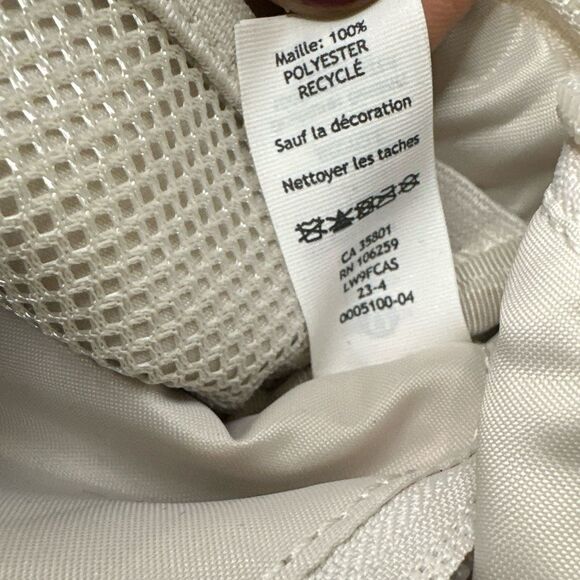 Maille: 100%
POLYESTER
RECYCLÉ
Sauf la décoration
Nettoyer les taches
CA 35801
RN 106259
LW9FCAS
23-4
0005100-04